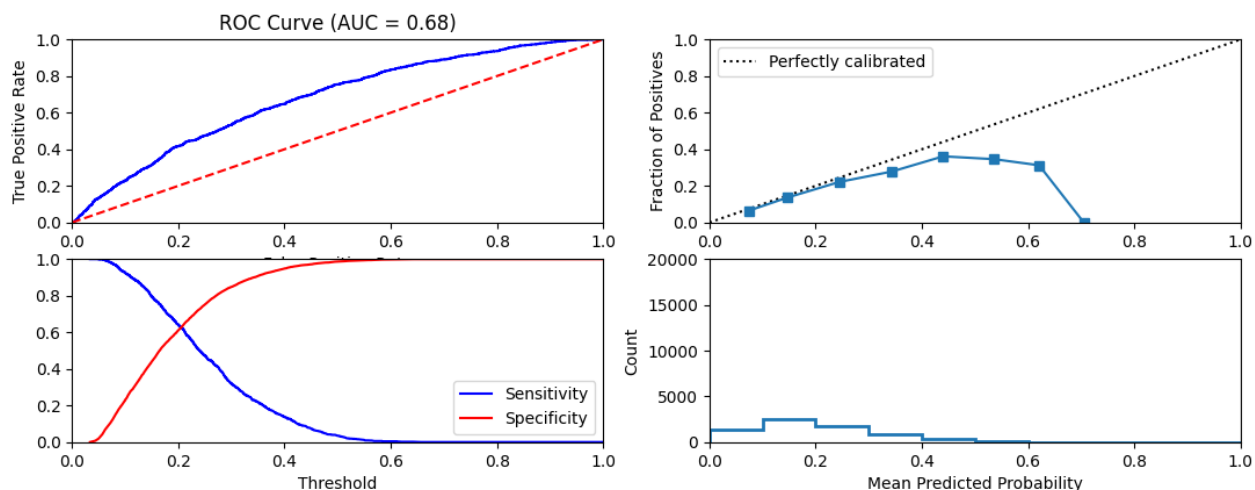 ROC Curve (AUC = 0.68)
True Positive Rate
1.0
0.8
0.6
0.4
0.2
0.0
0.0 0.2 0.4 0.6 0.8 1.0
Fraction of Positives
1.0
0.8
0.6
0.4
0.2
0.0
Perfectly calibrated
0.0 0.2 0.4 0.6 0.8 1.0
1.0
0.8
0.6
0.4
0.2
0.0
Sensitivity
Specificity
0.0 0.2 0.4 0.6 0.8 1.0
Threshold
Count
20000
15000
10000
5000
0
0.0 0.2 0.4 0.6 0.8 1.0
Mean Predicted Probability